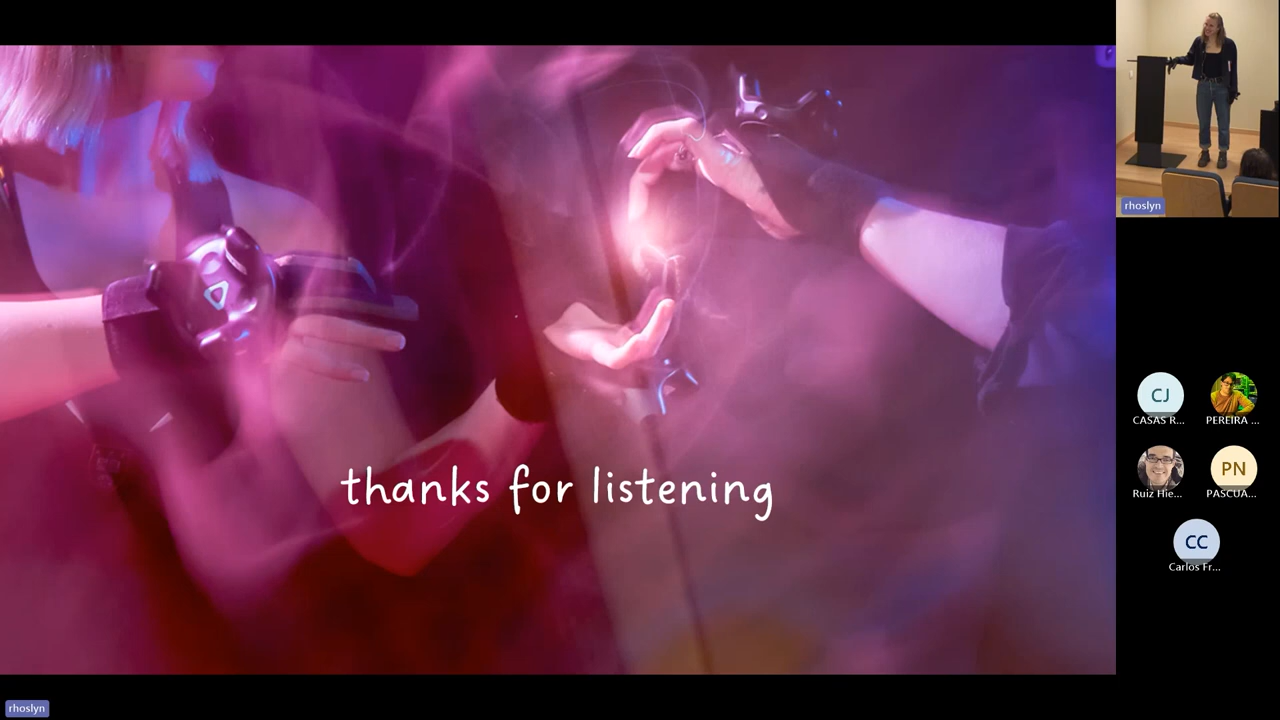 thanks for listening
rhoslyn
CJ
CASAS R...
PEREIRA ...
Ruiz Hie...
PN
PASCUA...
CC
Carlos Fr...
rhoslyn